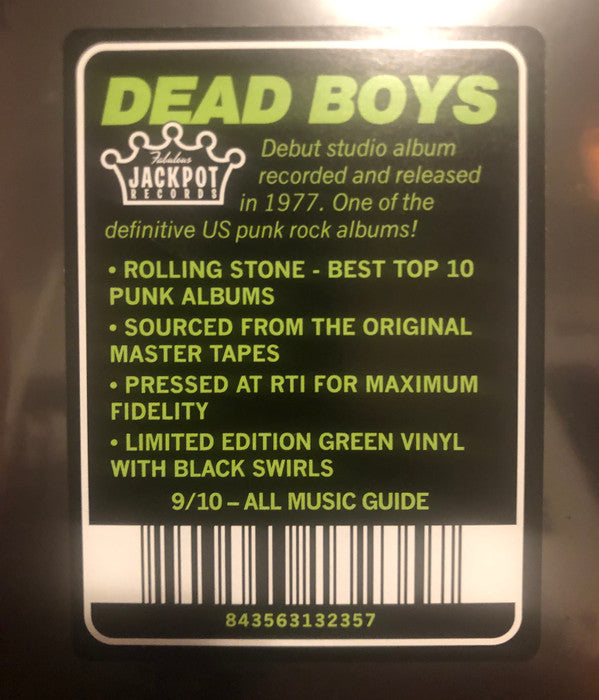 DEAD BOYS
Fabulous
JACKPOT
RECORDS
Debut studio album
recorded and released
in 1977. One of the
definitive US punk rock albums!
• ROLLING STONE - BEST TOP 10
PUNK ALBUMS
• SOURCED FROM THE ORIGINAL
MASTER TAPES
• PRESSED AT RTI FOR MAXIMUM
FIDELITY
• LIMITED EDITION GREEN VINYL
WITH BLACK SWIRLS
9/10 – ALL MUSIC GUIDE
843563132357